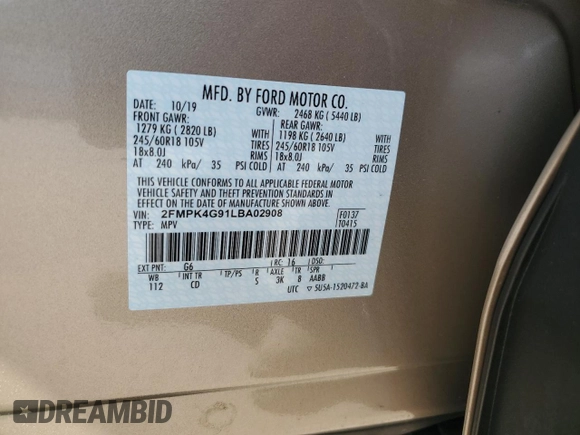 MFD. BY FORD MOTOR CO.
DATE: 10/19 GVWR: 2468 KG ( 5440 LB)
FRONT GAWR: REAR GAWR:
1279 KG ( 2820 LB) WITH 1198 KG ( 2640 LB) WITH
245/60R18 105V TIRES 245/60R18 105V TIRES
18x8.0J RIMS 18x8.0J RIMS
AT 240 kPa/ 35 PSI COLD AT 240 kPa/ 35 PSI COLD
THIS VEHICLE CONFORMS TO ALL APPLICABLE FEDERAL MOTOR
VEHICLE SAFETY AND THEFT PREVENTION STANDARDS IN
EFFECT ON THE DATE OF MANUFACTURE SHOWN ABOVE.
VIN: 2FMPK4G91LBA02908 F0137
TYPE: MPV T0415
EXT PNT: G6 RC: 16 DSO:
WB INT TR TP/PS R AXLE TR SPR
112 CD S 3K 8 AABB
UTC ▽ 5U5A-1520472-BA
DREAMBID